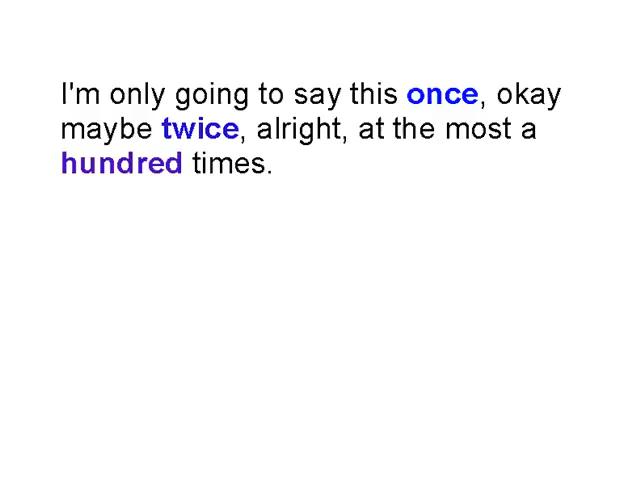 I'm only going to say this once, okay
maybe twice, alright, at the most a
hundred times.